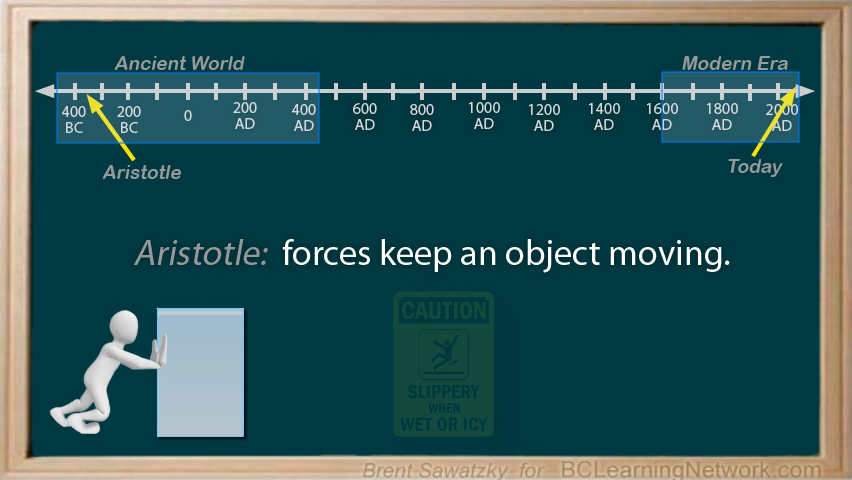 Ancient World
Modern Era
400 BC
200 BC
0
200 AD
400 AD
600 AD
800 AD
1000 AD
1200 AD
1400 AD
1600 AD
1800 AD
2000 AD
Aristotle
Today
Aristotle: forces keep an object moving.
CAUTION
SLIPPERY
WHEN
WET OR ICY
Brent Sawatzky for BCLearningNetwork.com